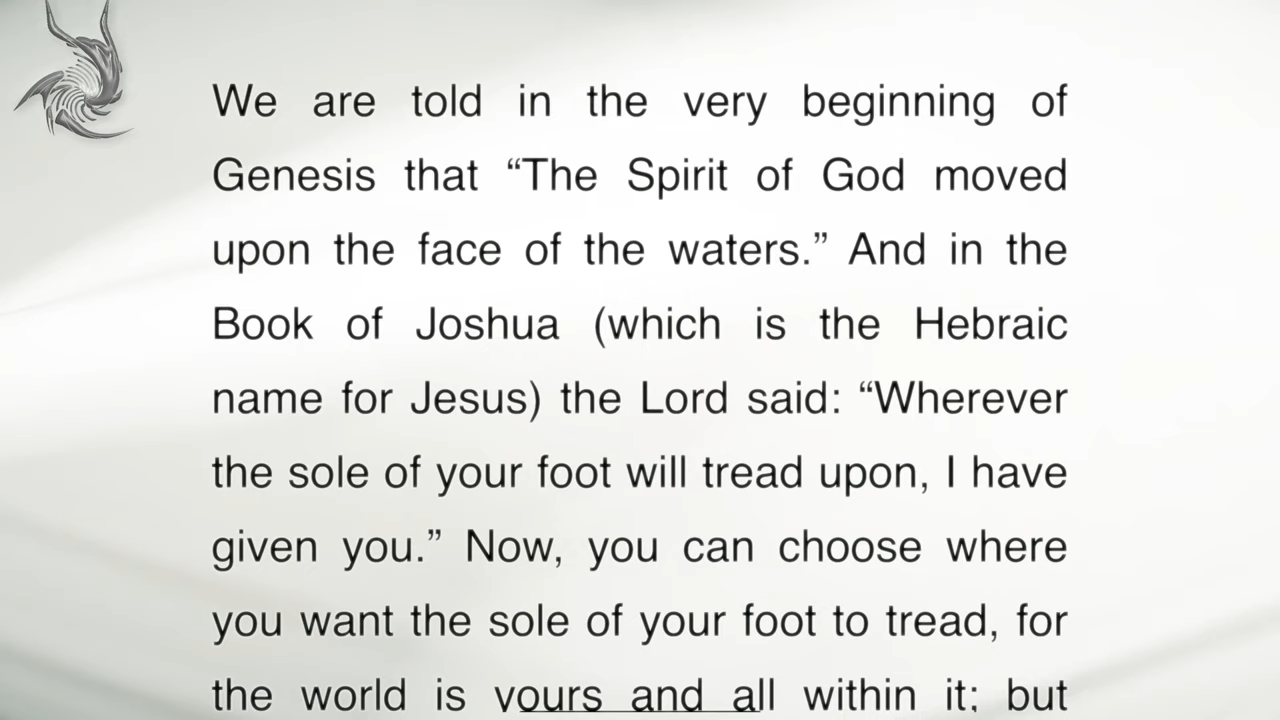 We are told in the very beginning of
Genesis that “The Spirit of God moved
upon the face of the waters.” And in the
Book of Joshua (which is the Hebraic
name for Jesus) the Lord said: “Wherever
the sole of your foot will tread upon, I have
given you.” Now, you can choose where
you want the sole of your foot to tread, for
the world is yours and all within it; but